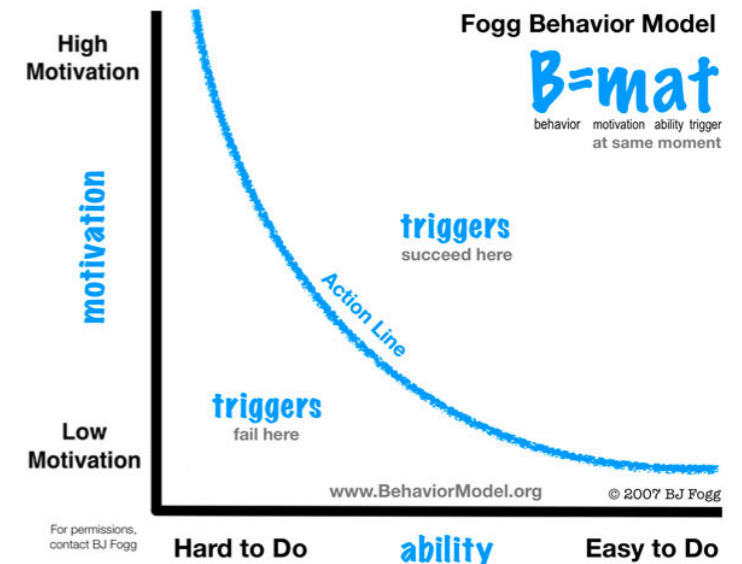 Fogg Behavior Model
B=mat
behavior motivation ability trigger
at same moment
High
Motivation
motivation
triggers
succeed here
Action Line
triggers
fail here
Low
Motivation
www.BehaviorModel.org
© 2007 BJ Fogg
For permissions,
contact BJ Fogg
Hard to Do
ability
Easy to Do